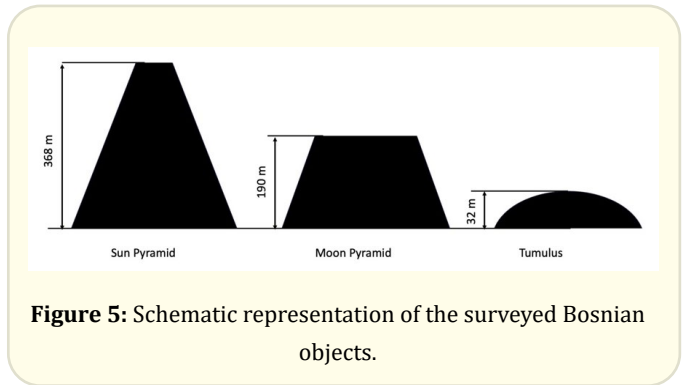 368 m
190 m
32 m
Sun Pyramid
Moon Pyramid
Tumulus
Figure 5: Schematic representation of the surveyed Bosnian
objects.